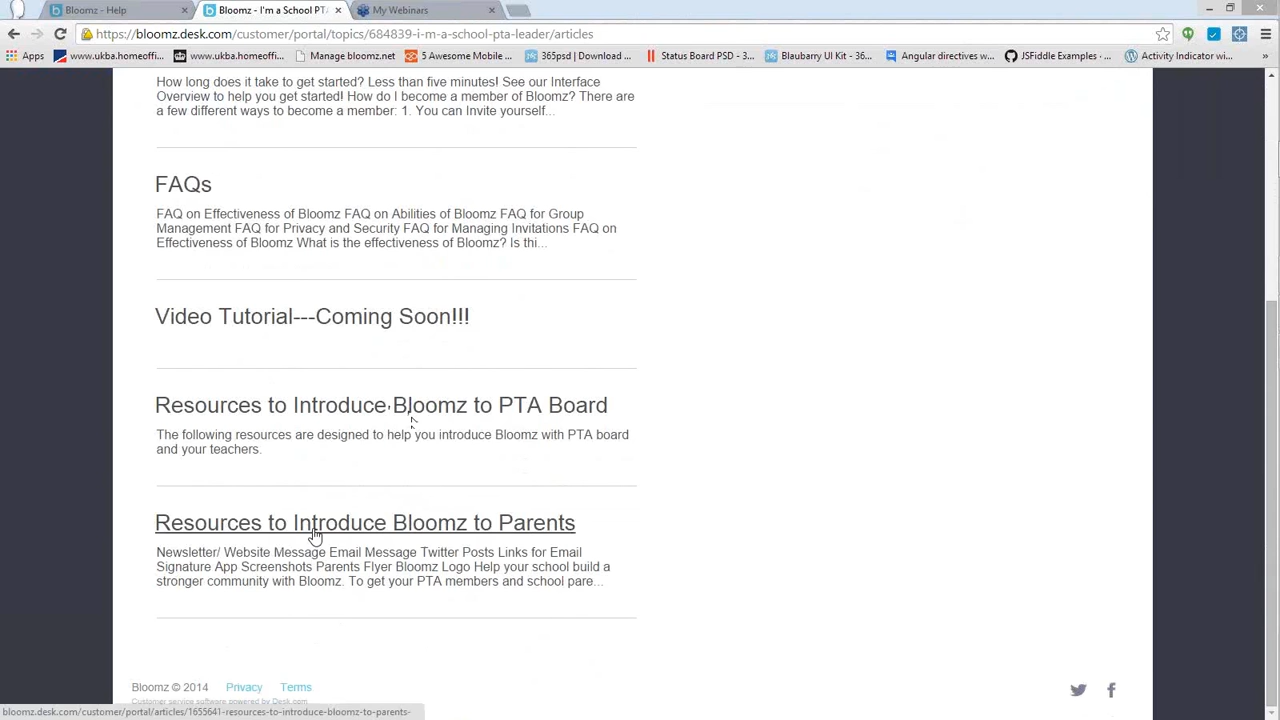 Bloomz - Help
Bloomz - I'm a School PTA
My Webinars
https://bloomz.desk.com/customer/portal/topics/684839-i-m-a-school-pta-leader/articles
Apps
www.ukba.homeoffi...
www.ukba.homeoffi...
Manage bloomz.net
5 Awesome Mobile ...
365psd | Download ...
Status Board PSD - 3...
Blaubarry UI Kit - 36...
Angular directives w...
JSFiddle Examples · ...
Activity Indicator wi...
»
How long does it take to get started? Less than five minutes! See our Interface
Overview to help you get started! How do I become a member of Bloomz? There are
a few different ways to become a member: 1. You can Invite yourself...
FAQs
FAQ on Effectiveness of Bloomz FAQ on Abilities of Bloomz FAQ for Group
Management FAQ for Privacy and Security FAQ for Managing Invitations FAQ on
Effectiveness of Bloomz What is the effectiveness of Bloomz? Is thi...
Video Tutorial---Coming Soon!!!
Resources to Introduce Bloomz to PTA Board
The following resources are designed to help you introduce Bloomz with PTA board
and your teachers.
Resources to Introduce Bloomz to Parents
Newsletter/ Website Message Email Message Twitter Posts Links for Email
Signature App Screenshots Parents Flyer Bloomz Logo Help your school build a
stronger community with Bloomz. To get your PTA members and school pare...
Bloomz © 2014 Privacy Terms
Customer service software powered by Desk.com
bloomz.desk.com/customer/portal/articles/1655641-resources-to-introduce-bloomz-to-parents-